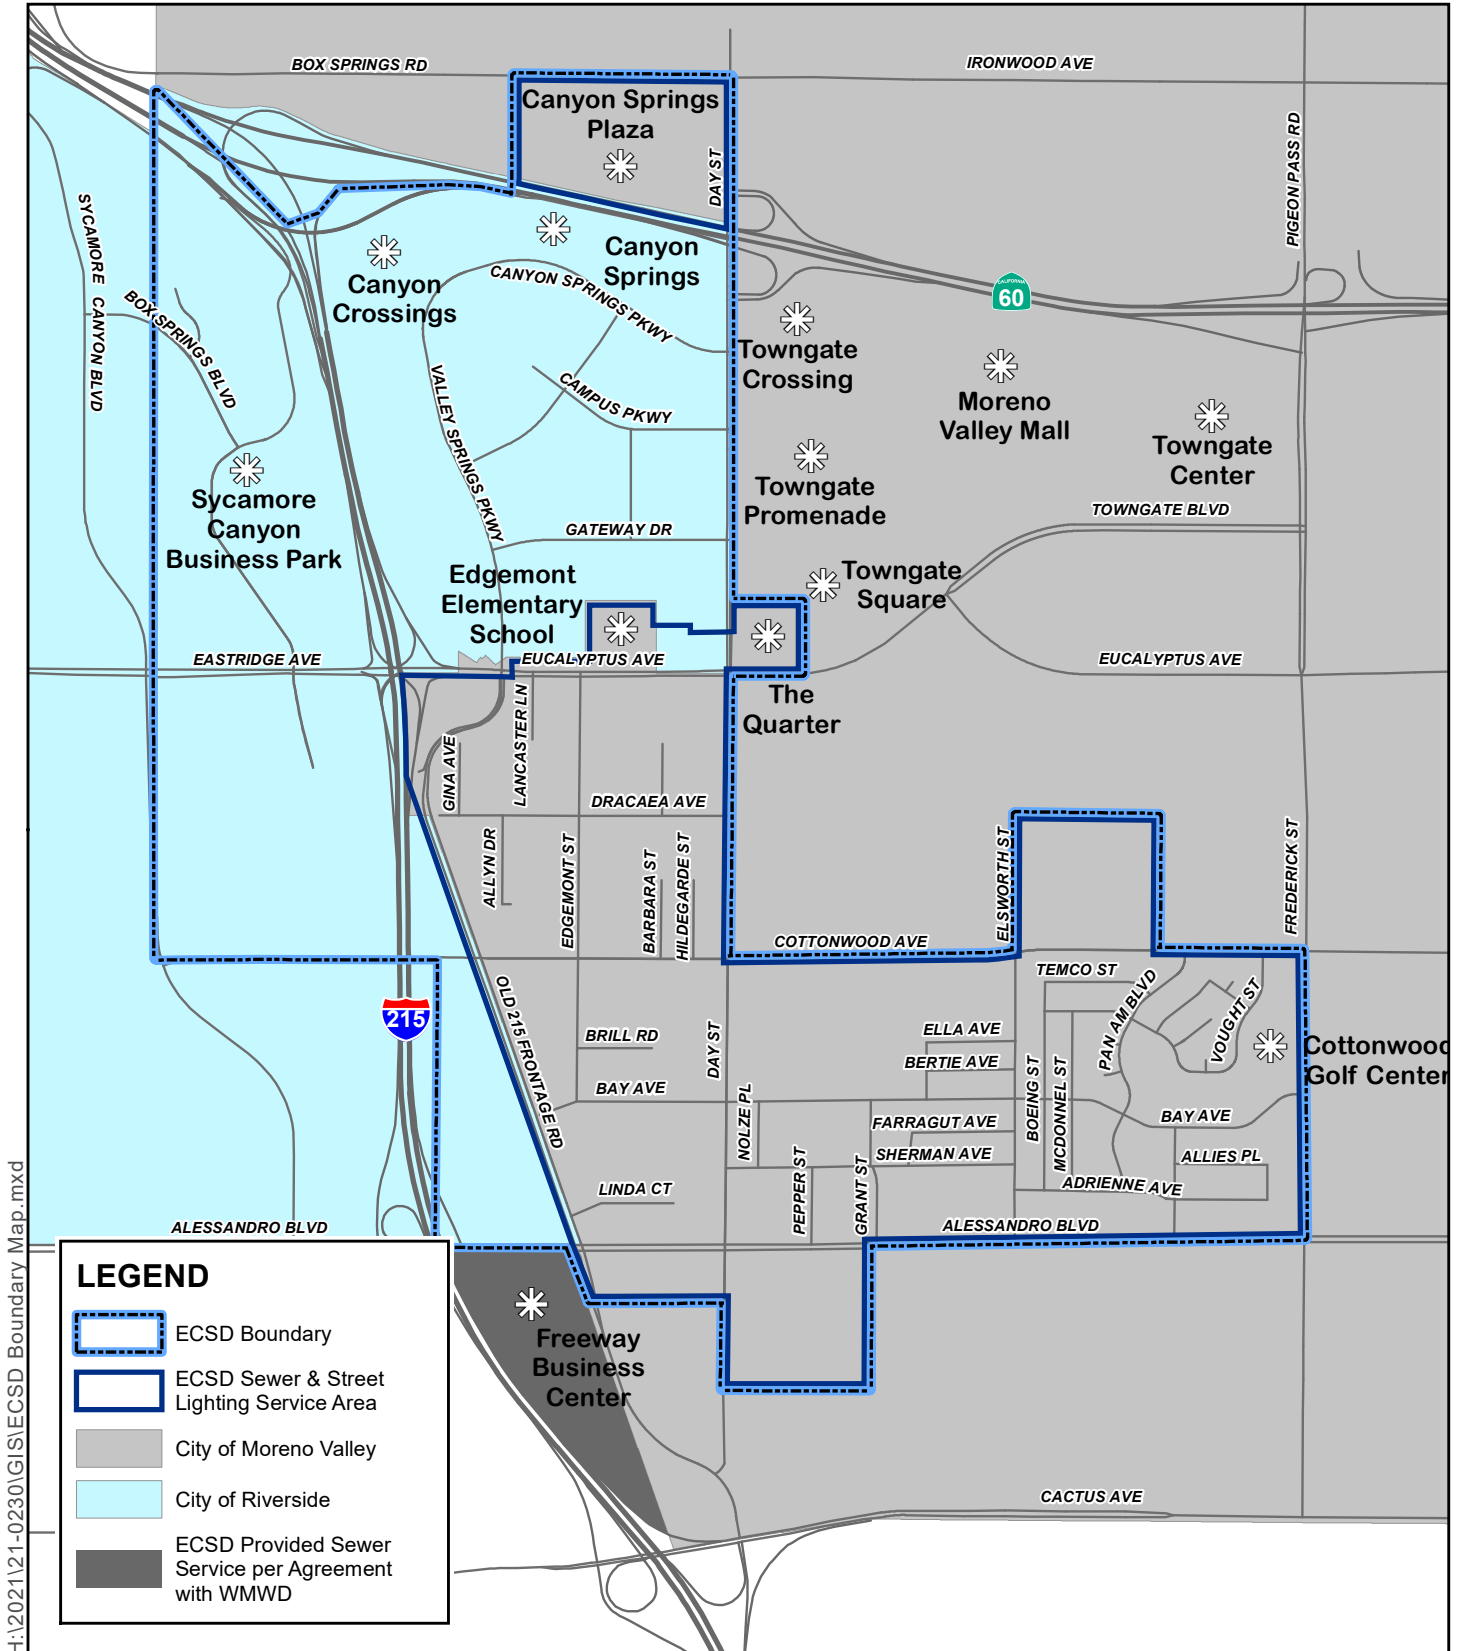 BOX SPRINGS RD
IRONWOOD AVE
Canyon Springs
Plaza
DAY ST
PIGEON PASS RD
SYCAMORE CANYON BLVD
BOX SPRINGS BLVD
Canyon
Crossings
Canyon
Springs
CANYON SPRINGS PKWY
CALIFORNIA
60
Towngate
Crossing
Moreno
Valley Mall
Towngate
Center
VALLEY SPRINGS PKWY
CAMPUS PKWY
Sycamore
Canyon
Business Park
Towngate
Promenade
TOWNGATE BLVD
GATEWAY DR
Edgemont
Elementary
School
Towngate
Square
EASTRIDGE AVE
EUCALYPTUS AVE
EUCALYPTUS AVE
The
Quarter
GINA AVE
LANCASTER LN
DRACAEA AVE
ALLYN DR
EDGEMONT ST
BARBARA ST
HILDEGARDE ST
ELSWORTH ST
FREDERICK ST
COTTONWOOD AVE
TEMCO ST
PAN AM BLVD
VOUGHT ST
215
OLD 215 FRONTAGE RD
BRILL RD
DAY ST
ELLA AVE
BERTIE AVE
BOEING ST
MCDONNEL ST
Cottonwood
Golf Center
BAY AVE
NOLZE PL
FARRAGUT AVE
BAY AVE
SHERMAN AVE
ALLIES PL
PEPPER ST
GRANT ST
LINDA CT
ADRIENNE AVE
ALESSANDRO BLVD
ALESSANDRO BLVD
Freeway
Business
Center
CACTUS AVE
LEGEND
ECSD Boundary
ECSD Sewer & Street
Lighting Service Area
City of Moreno Valley
City of Riverside
ECSD Provided Sewer
Service per Agreement
with WMWD
H:\2021\21-0230\GIS\ECSD Boundary Map.mxd